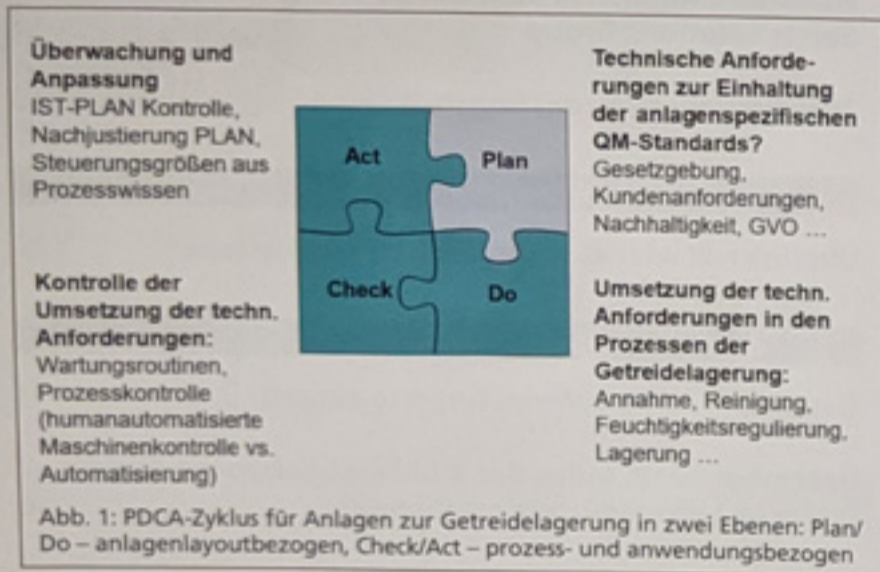 Überwachung und
Anpassung
IST-PLAN Kontrolle,
Nachjustierung PLAN,
Steuerungsgrößen aus
Prozesswissen
Act
Plan
Technische Anforde-
rungen zur Einhaltung
der anlagenspezifischen
QM-Standards?
Gesetzgebung,
Kundenanforderungen,
Nachhaltigkeit, GVO ...
Kontrolle der
Umsetzung der techn.
Anforderungen:
Wartungsroutinen,
Prozesskontrolle
(humanautomatisierte
Maschinenkontrolle vs.
Automatisierung)
Check
Do
Umsetzung der techn.
Anforderungen in den
Prozessen der
Getreidelagerung:
Annahme, Reinigung,
Feuchtigkeitsregulierung,
Lagerung ...
Abb. 1: PDCA-Zyklus für Anlagen zur Getreidelagerung in zwei Ebenen: Plan/
Do – anlagenlayoutbezogen, Check/Act – prozess- und anwendungsbezogen